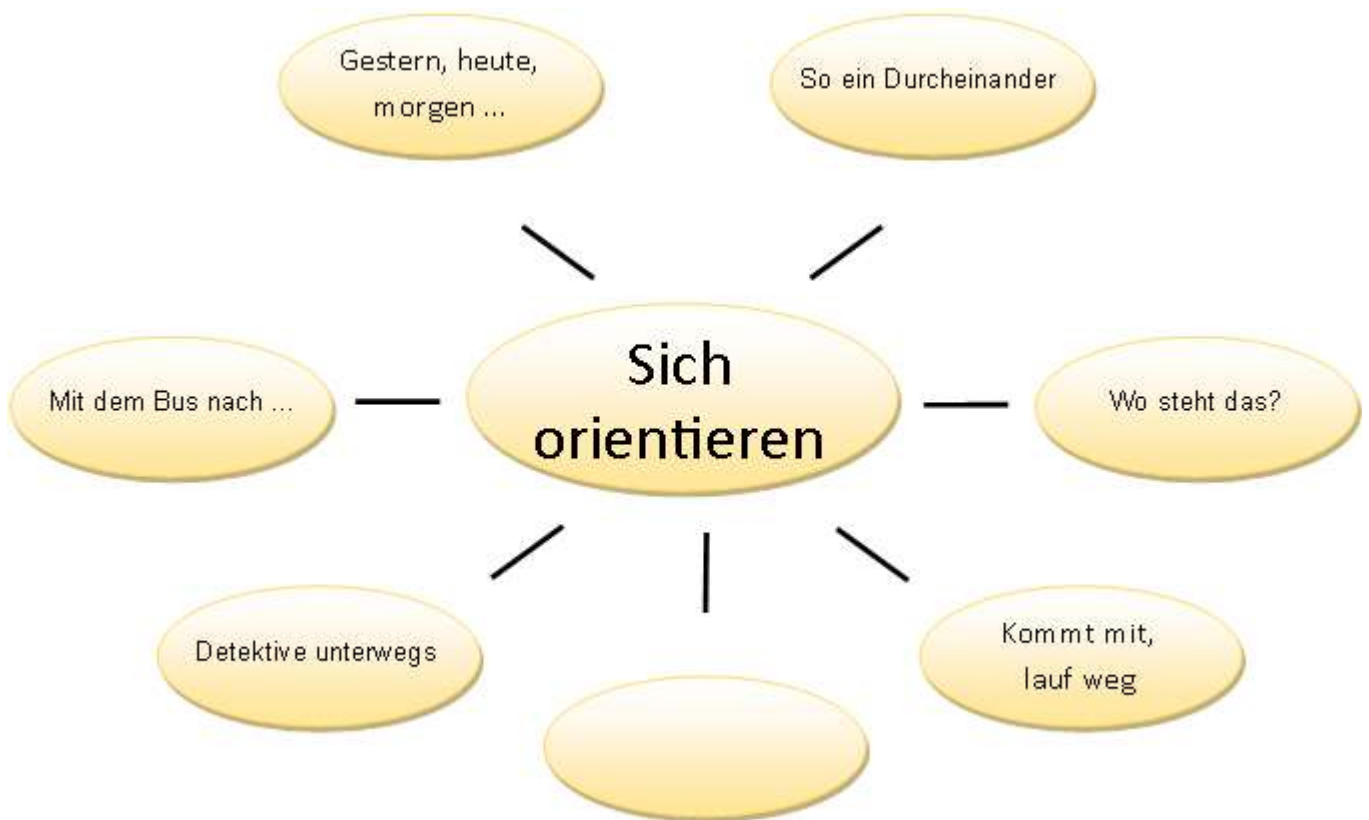 Gestern, heute,
morgen ...
So ein Durcheinander
Mit dem Bus nach ...
Sich
orientieren
Wo steht das?
Detektive unterwegs
Kommt mit,
lauf weg